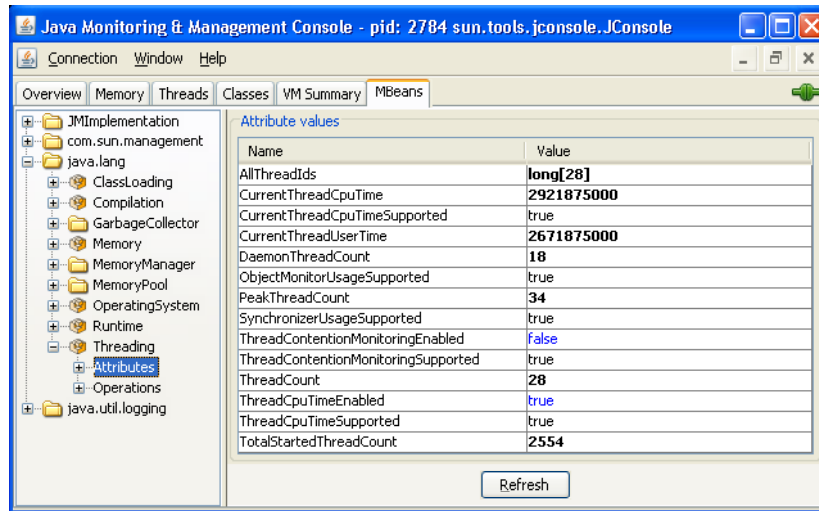 Java Monitoring & Management Console - pid: 2784 sun.tools.jconsole.JConsole
Connection Window Help
Overview Memory Threads Classes VM Summary MBeans
JMImplementation
com.sun.management
java.lang
ClassLoading
Compilation
GarbageCollector
Memory
MemoryManager
MemoryPool
OperatingSystem
Runtime
Threading
Attributes
Operations
java.util.logging
Attribute values
Name Value
AllThreadIds long[28]
CurrentThreadCpuTime 2921875000
CurrentThreadCpuTimeSupported true
CurrentThreadUserTime 2671875000
DaemonThreadCount 18
ObjectMonitorUsageSupported true
PeakThreadCount 34
SynchronizerUsageSupported true
ThreadContentionMonitoringEnabled false
ThreadContentionMonitoringSupported true
ThreadCount 28
ThreadCpuTimeEnabled true
ThreadCpuTimeSupported true
TotalStartedThreadCount 2554
Refresh